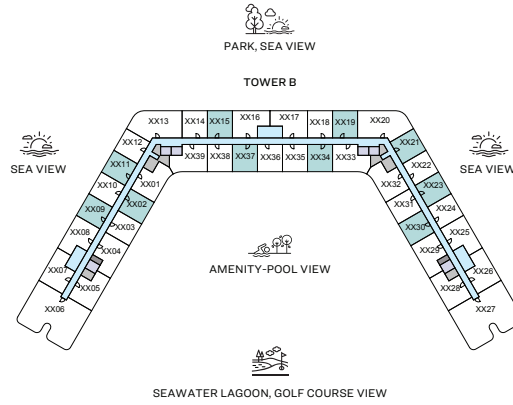 PARK, SEA VIEW
TOWER B
XX13
XX14
XX15
XX16
XX17
XX18
XX19
XX20
XX12
XX11
XX10
XX09
XX08
XX07
XX06
XX39
XX38
XX37
XX36
XX35
XX34
XX33
XX01
XX02
XX03
XX04
XX05
XX21
XX22
XX23
XX24
XX25
XX26
XX27
XX32
XX31
XX30
XX29
XX28
SEA VIEW
SEA VIEW
AMENITY-POOL VIEW
SEAWATER LAGOON, GOLF COURSE VIEW